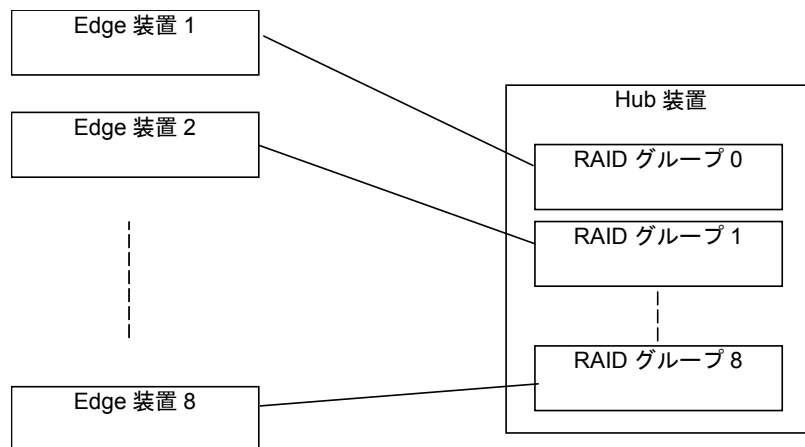 Edge 装置 1
Edge 装置 2
Edge 装置 8
Hub 装置
RAID グループ 0
RAID グループ 1
RAID グループ 8